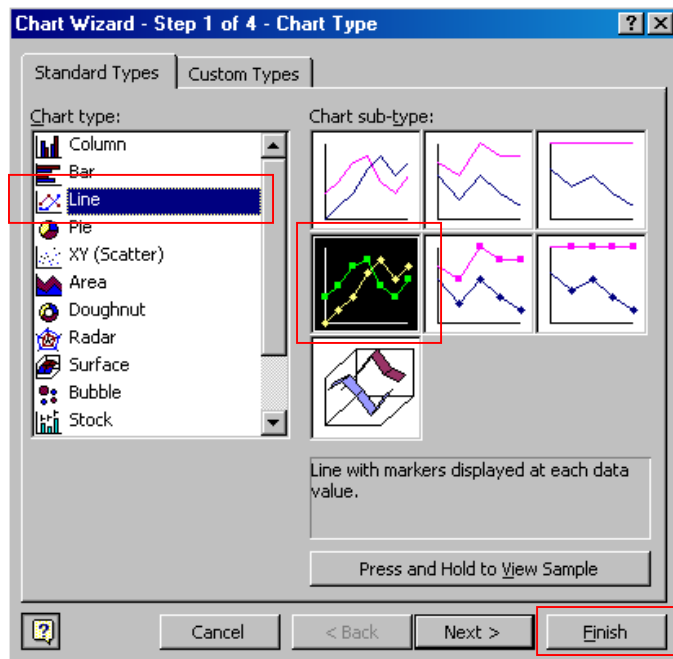 Chart Wizard - Step 1 of 4 - Chart Type
Standard Types
Custom Types
Chart type:
Column
Bar
Line
Pie
XY (Scatter)
Area
Doughnut
Radar
Surface
Bubble
Stock
Chart sub-type:
Line with markers displayed at each data
value.
Press and Hold to View Sample
Cancel
< Back
Next >
Finish